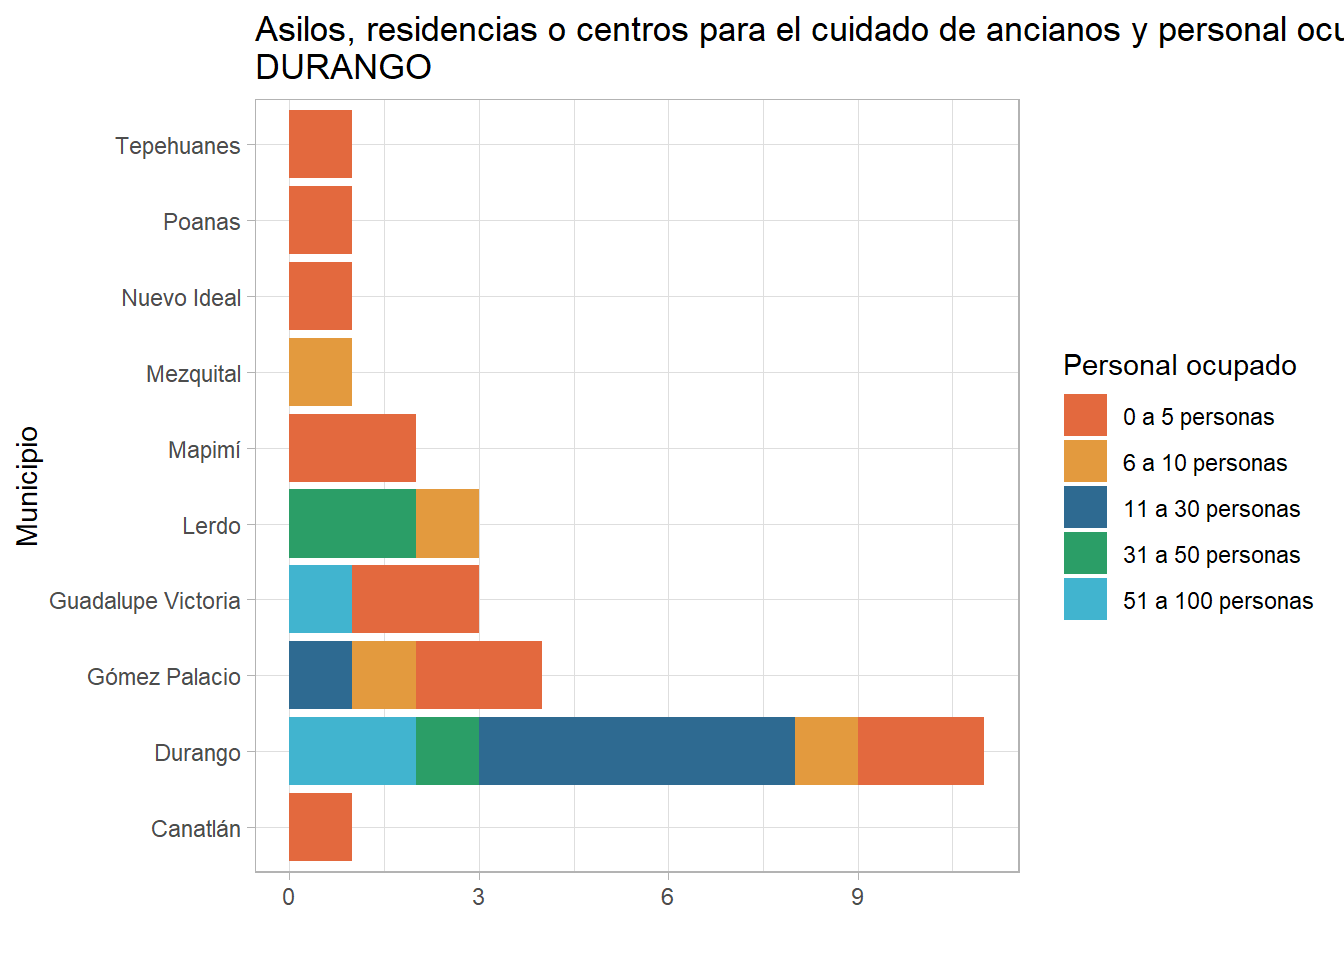 Asilos, residencias o centros para el cuidado de ancianos y personal
DURANGO
Municipio
Tepehuanes
Poanas
Nuevo Ideal
Mezquital
Mapimí
Lerdo
Guadalupe Victoria
Gómez Palacio
Durango
Canatlán
0 3 6 9
Personal ocupado
0 a 5 personas
6 a 10 personas
11 a 30 personas
31 a 50 personas
51 a 100 personas